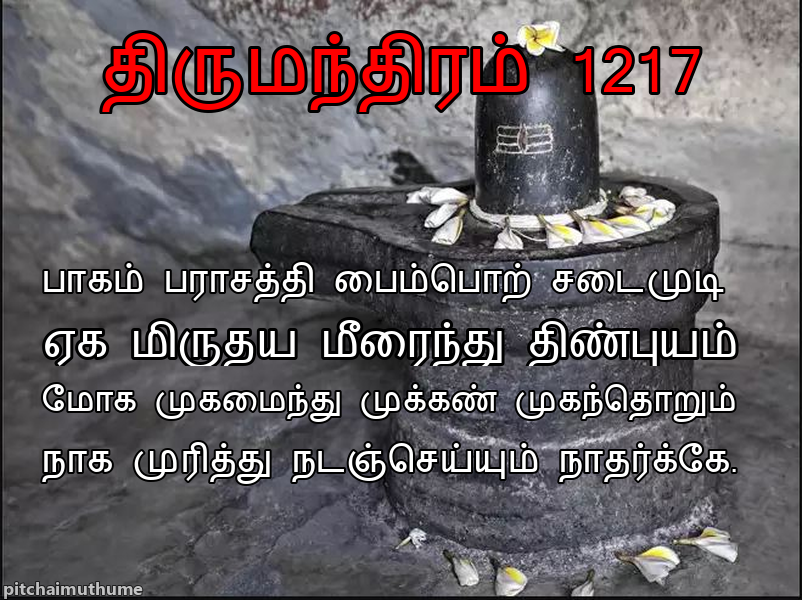 திருமந்திரம் 1217
பாகம் பராசத்தி பைம்பொற் சடைமுடி
ஏக மிருதய மீரைந்து திண்புயம்
மோக முகமைந்து முக்கண் முகந்தொறும்
நாக முரித்து நடஞ்செய்யும் நாதர்க்கே.
pitchaimuthume